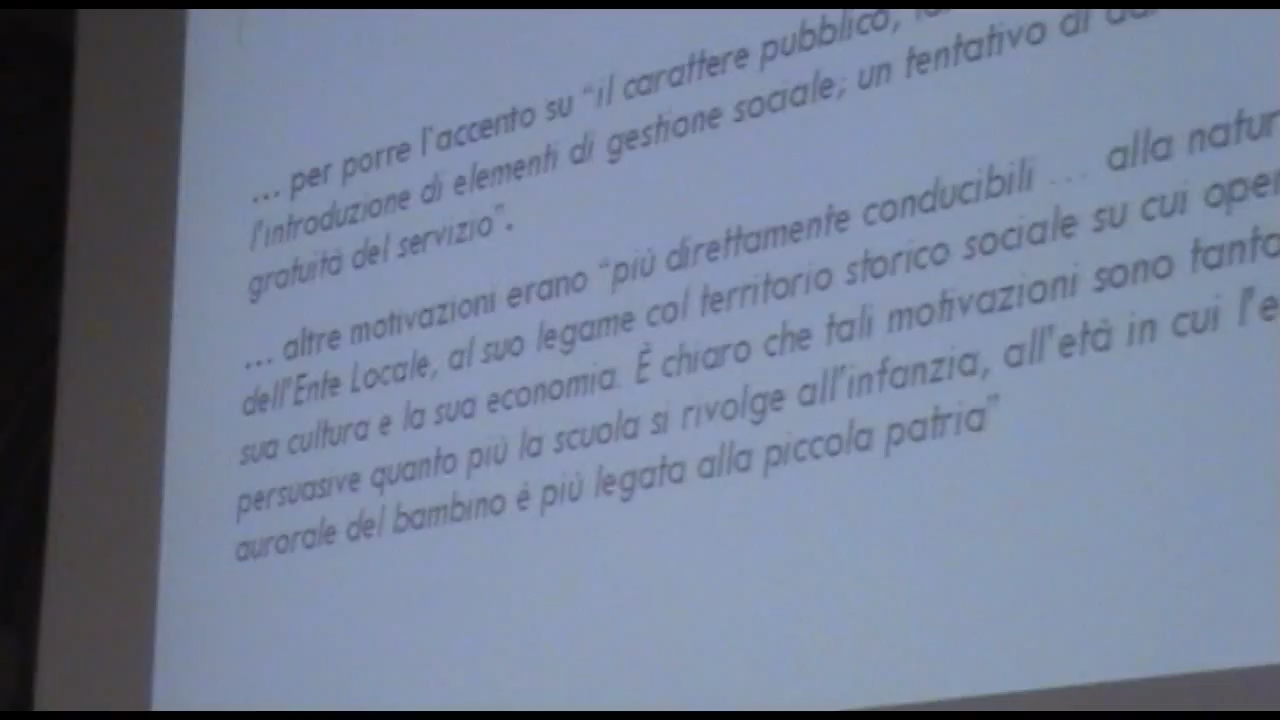 ... per porre l'accento su "il carattere pubblico,
l'introduzione di elementi di gestione sociale; un tentativo di
gratuità del servizio".
... altre motivazioni erano "più direttamente conducibili ... alla
dell'Ente Locale, al suo legame col territorio storico sociale su cui
sua cultura e la sua economia. È chiaro che tali motivazioni sono
persuasive quanto più la scuola si rivolge all'infanzia, all'età in cui
aurorale del bambino è più legata alla piccola patria"